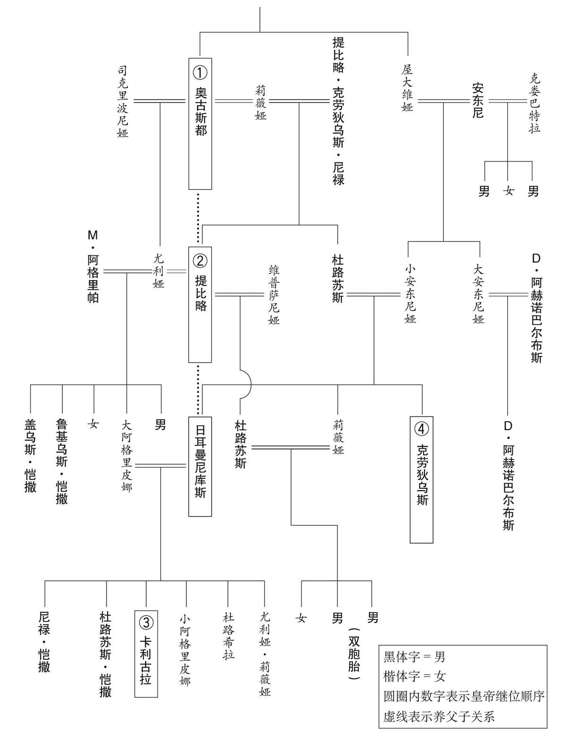 司克里波尼娅
①奥古斯都
莉薇娅
提比略·克劳狄乌斯·尼禄
屋大维娅
安东尼
克娄巴特拉
男
女
男
M·阿格里帕
尤利娅
②提比略
维普萨尼娅
杜路苏斯
小安东尼娅
大安东尼娅
D·阿赫诺巴尔布斯
盖乌斯·恺撒
鲁基乌斯·恺撒
女
大阿格里皮娜
男
日耳曼尼库斯
杜路苏斯
莉薇娅
④克劳狄乌斯
D·阿赫诺巴尔布斯
尼禄·恺撒
杜路苏斯·恺撒
③卡利古拉
小阿格里皮娜
杜路希拉
尤利娅·莉薇娅
女
男
男
(双胞胎)
黑体字 = 男
楷体字 = 女
圆圈内数字表示皇帝继位顺序
虚线表示养父子关系